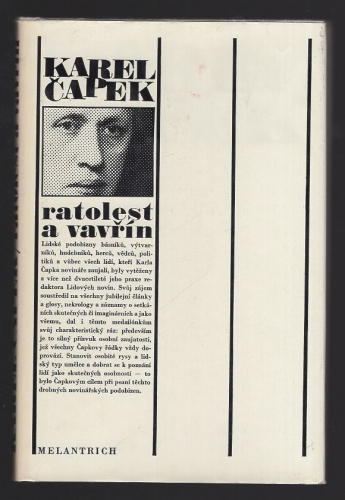 KAREL
ČAPEK
ratolest
a vavřín
Lidské podobizny básníků, výtvar-
níků, hudebníků, herců, vědců, poli-
tiků a vůbec všech lidí, kteří Karla
Čapka novináře zaujali, byly vytěženy
z více než dvacetileté jeho praxe re-
daktora Lidových novin. Svůj zájem
soustředil na všechny jubilejní články
a glosy, nekrology a záznamy o setká-
ních skutečných či imaginárních a jako
všemu, dal i těmto medailónkům
svůj charakteristický ráz: především
je to silný přízvuk osobní zaujatosti,
jež všechny Čapkovy řádky vždy do-
provází. Stanovit osobité rysy a lid-
ský typ umělce a dobrat se k poznání
lidí jako skutečných osobností — to
bylo Čapkovým cílem při psaní těchto
drobných novinářských podobizen.
MELANTRICH